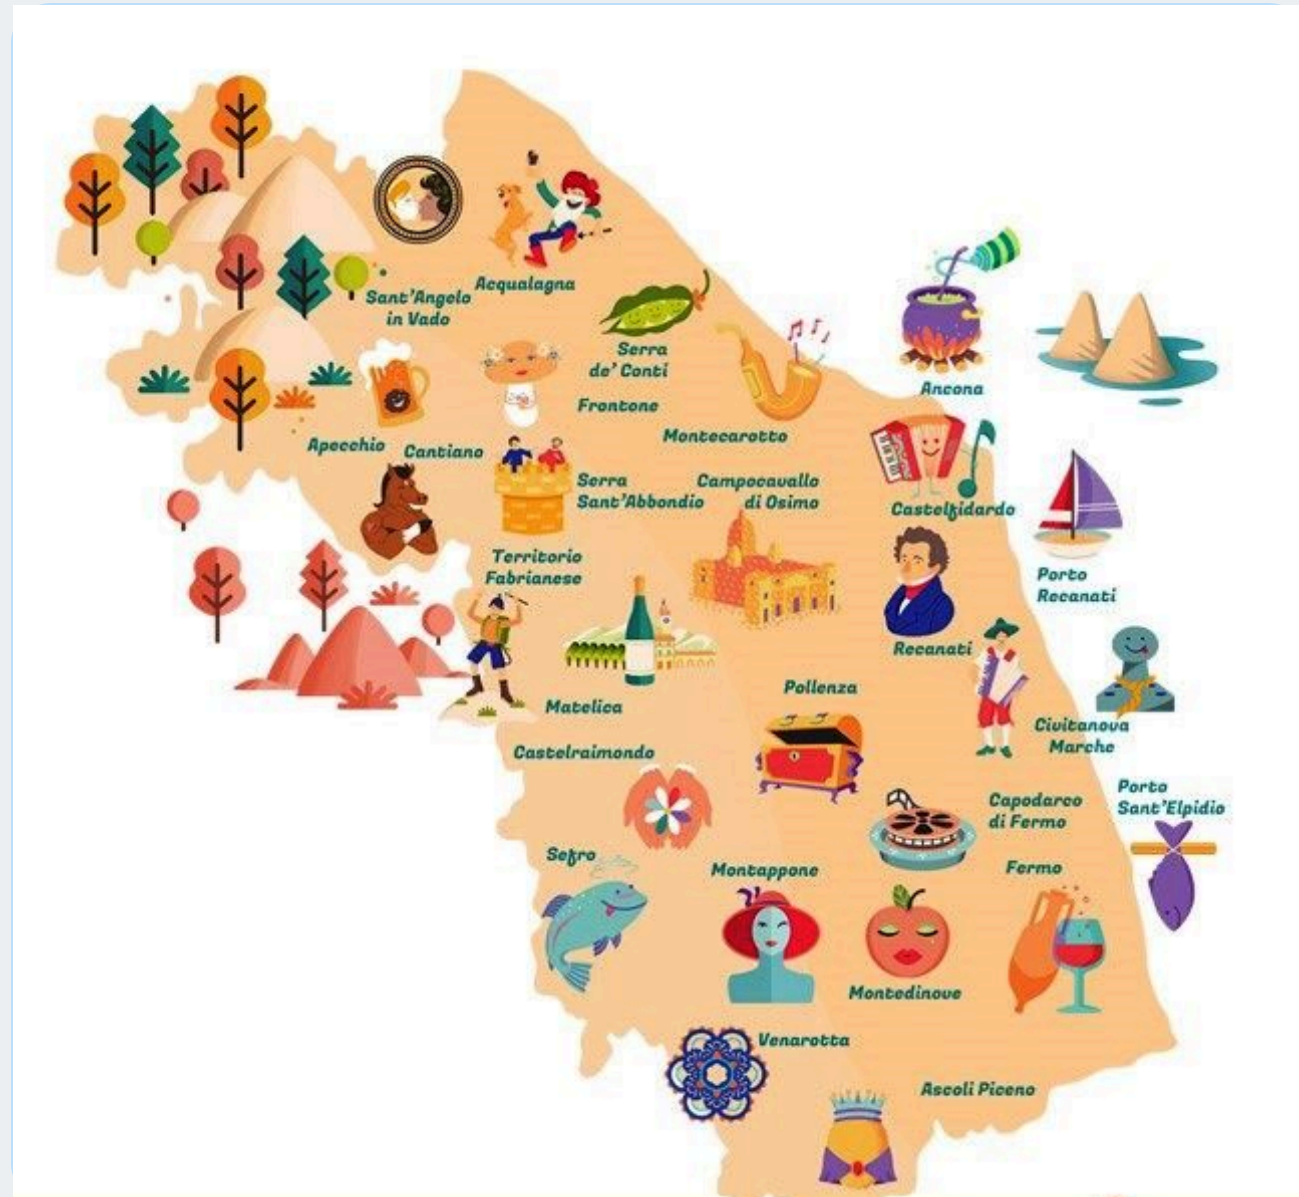 Acqualagna
Sant'Angelo
in Vado
Serra
de' Conti
Ancona
Frontone
Montecarotto
Apecchio
Cantiano
Serra
Sant'Abbondio
Campocavallo
di Osimo
Castelfidardo
Territorio
Fabrianese
Porto
Recanati
Recanati
Pollenza
Matelica
Civitanova
Marche
Castelraimondo
Porto
Sant'Elpidio
Capodarco
di Fermo
Sefro
Montappone
Fermo
Montedinove
Venarotta
Ascoli Piceno